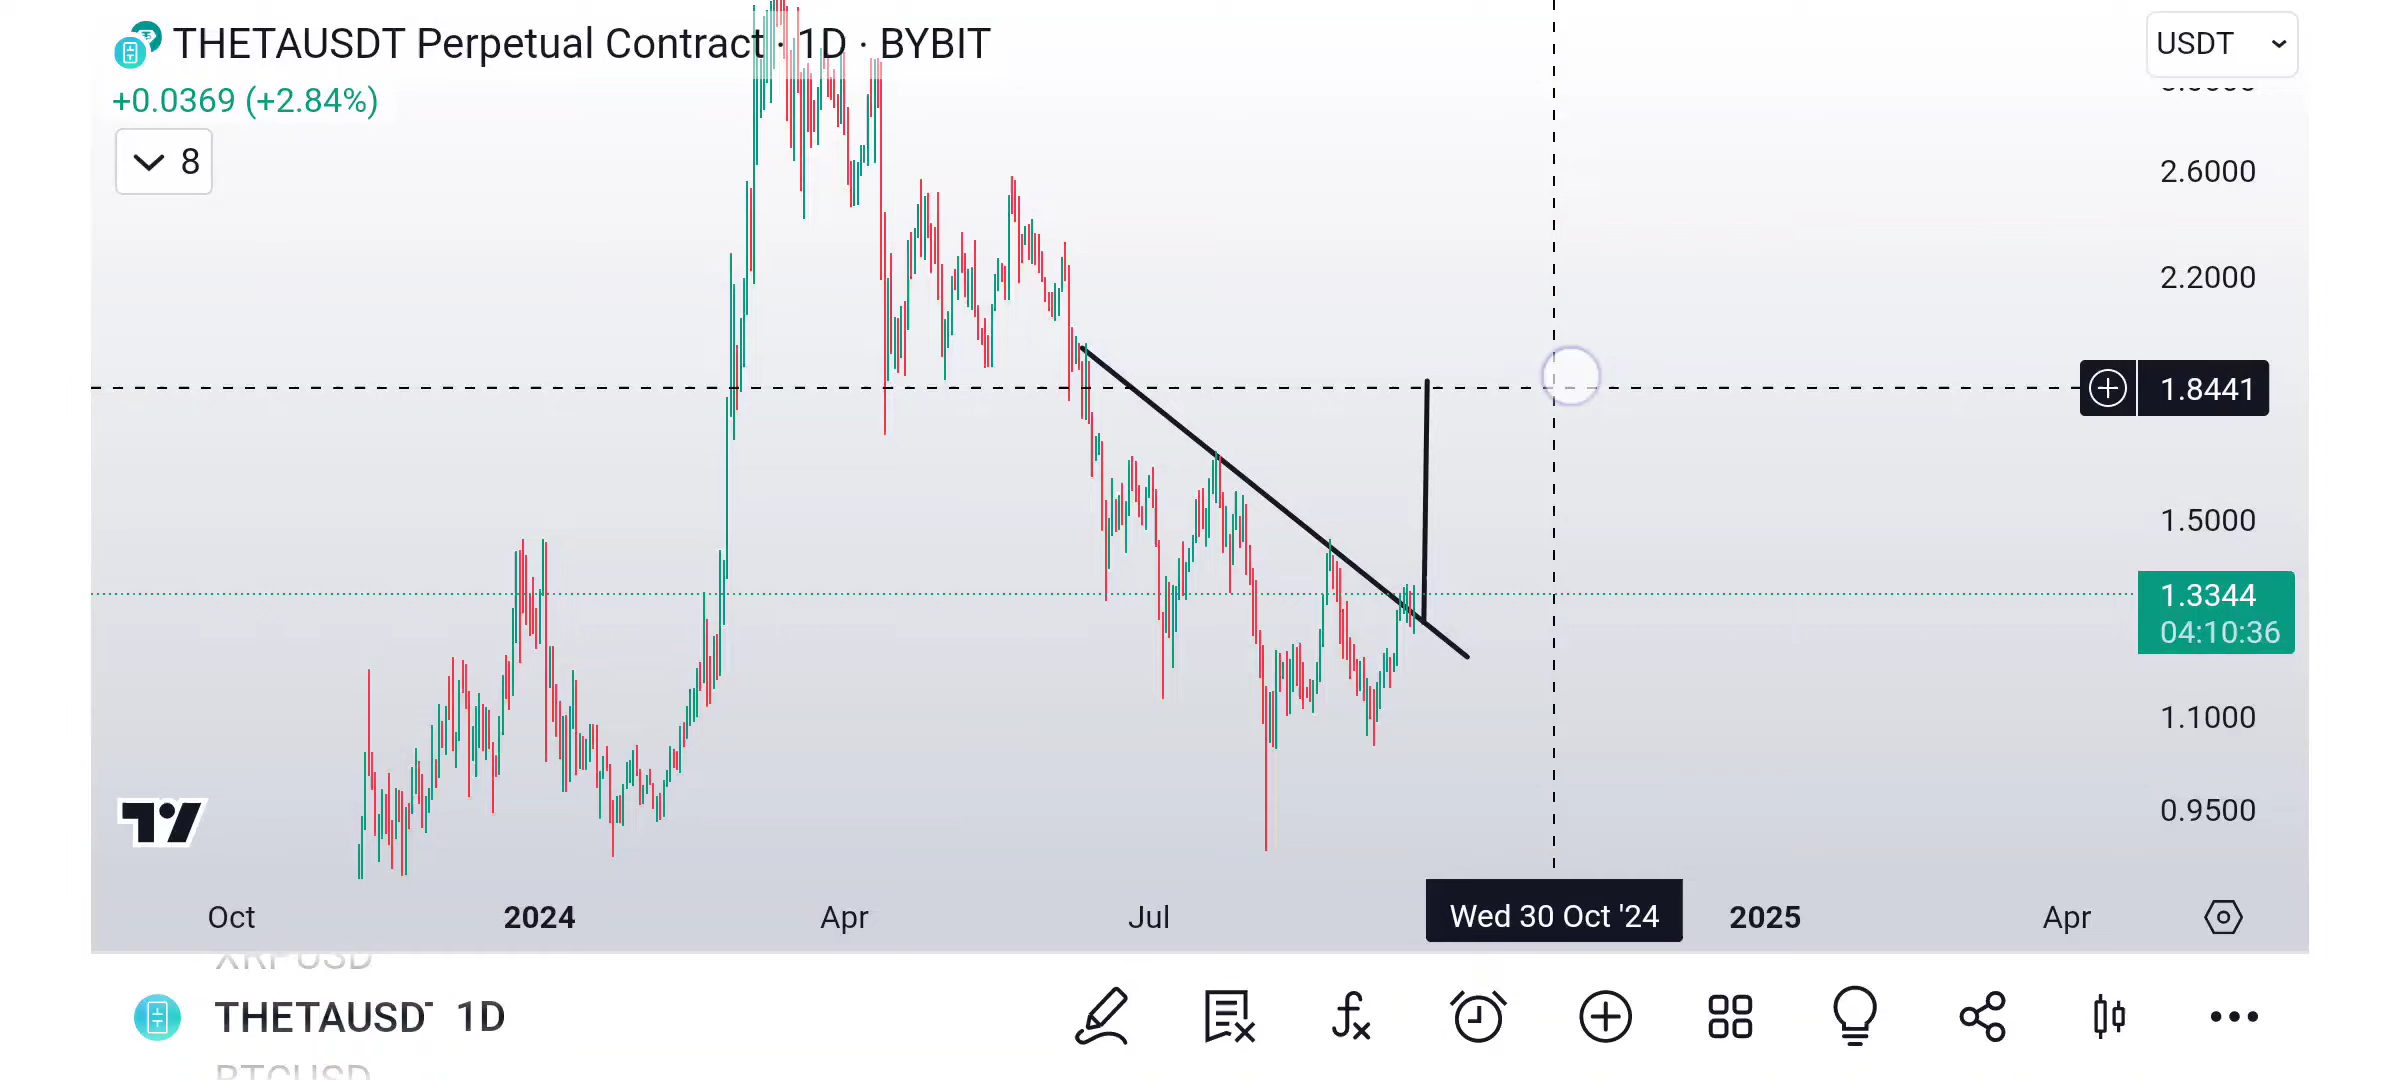 THETAUSDT Perpetual Contract · 1D · BYBIT
USDT
+0.0369 (+2.84%)
8
2.6000
2.2000
1.8441
1.5000
1.3344
04:10:36
1.1000
0.9500
Oct
2024
Apr
Jul
Wed 30 Oct '24
2025
Apr
XRPUSD
THETAUSD 1D
BTCUSD